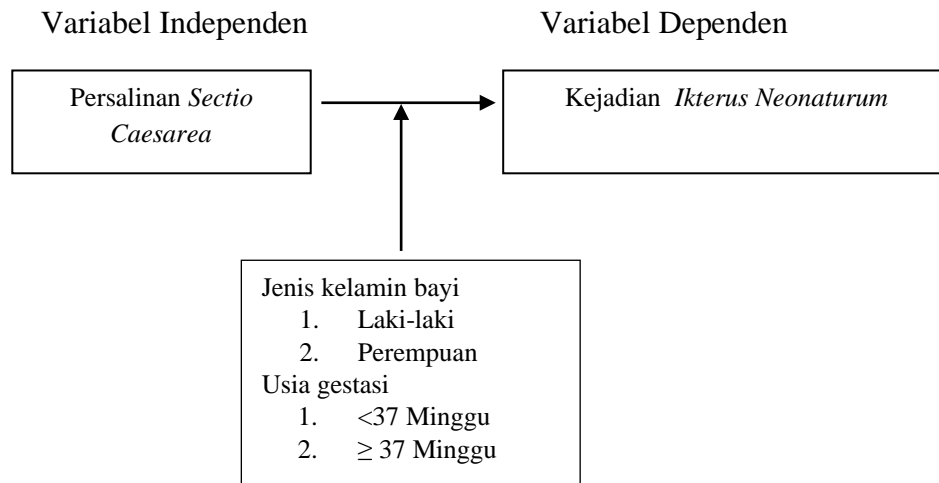 Variabel Independen
Variabel Dependen
Persalinan Sectio
Caesarea
Kejadian Ikterus Neonaturum
Jenis kelamin bayi
1. Laki-laki
2. Perempuan
Usia gestasi
1. <37 Minggu
2. ≥ 37 Minggu